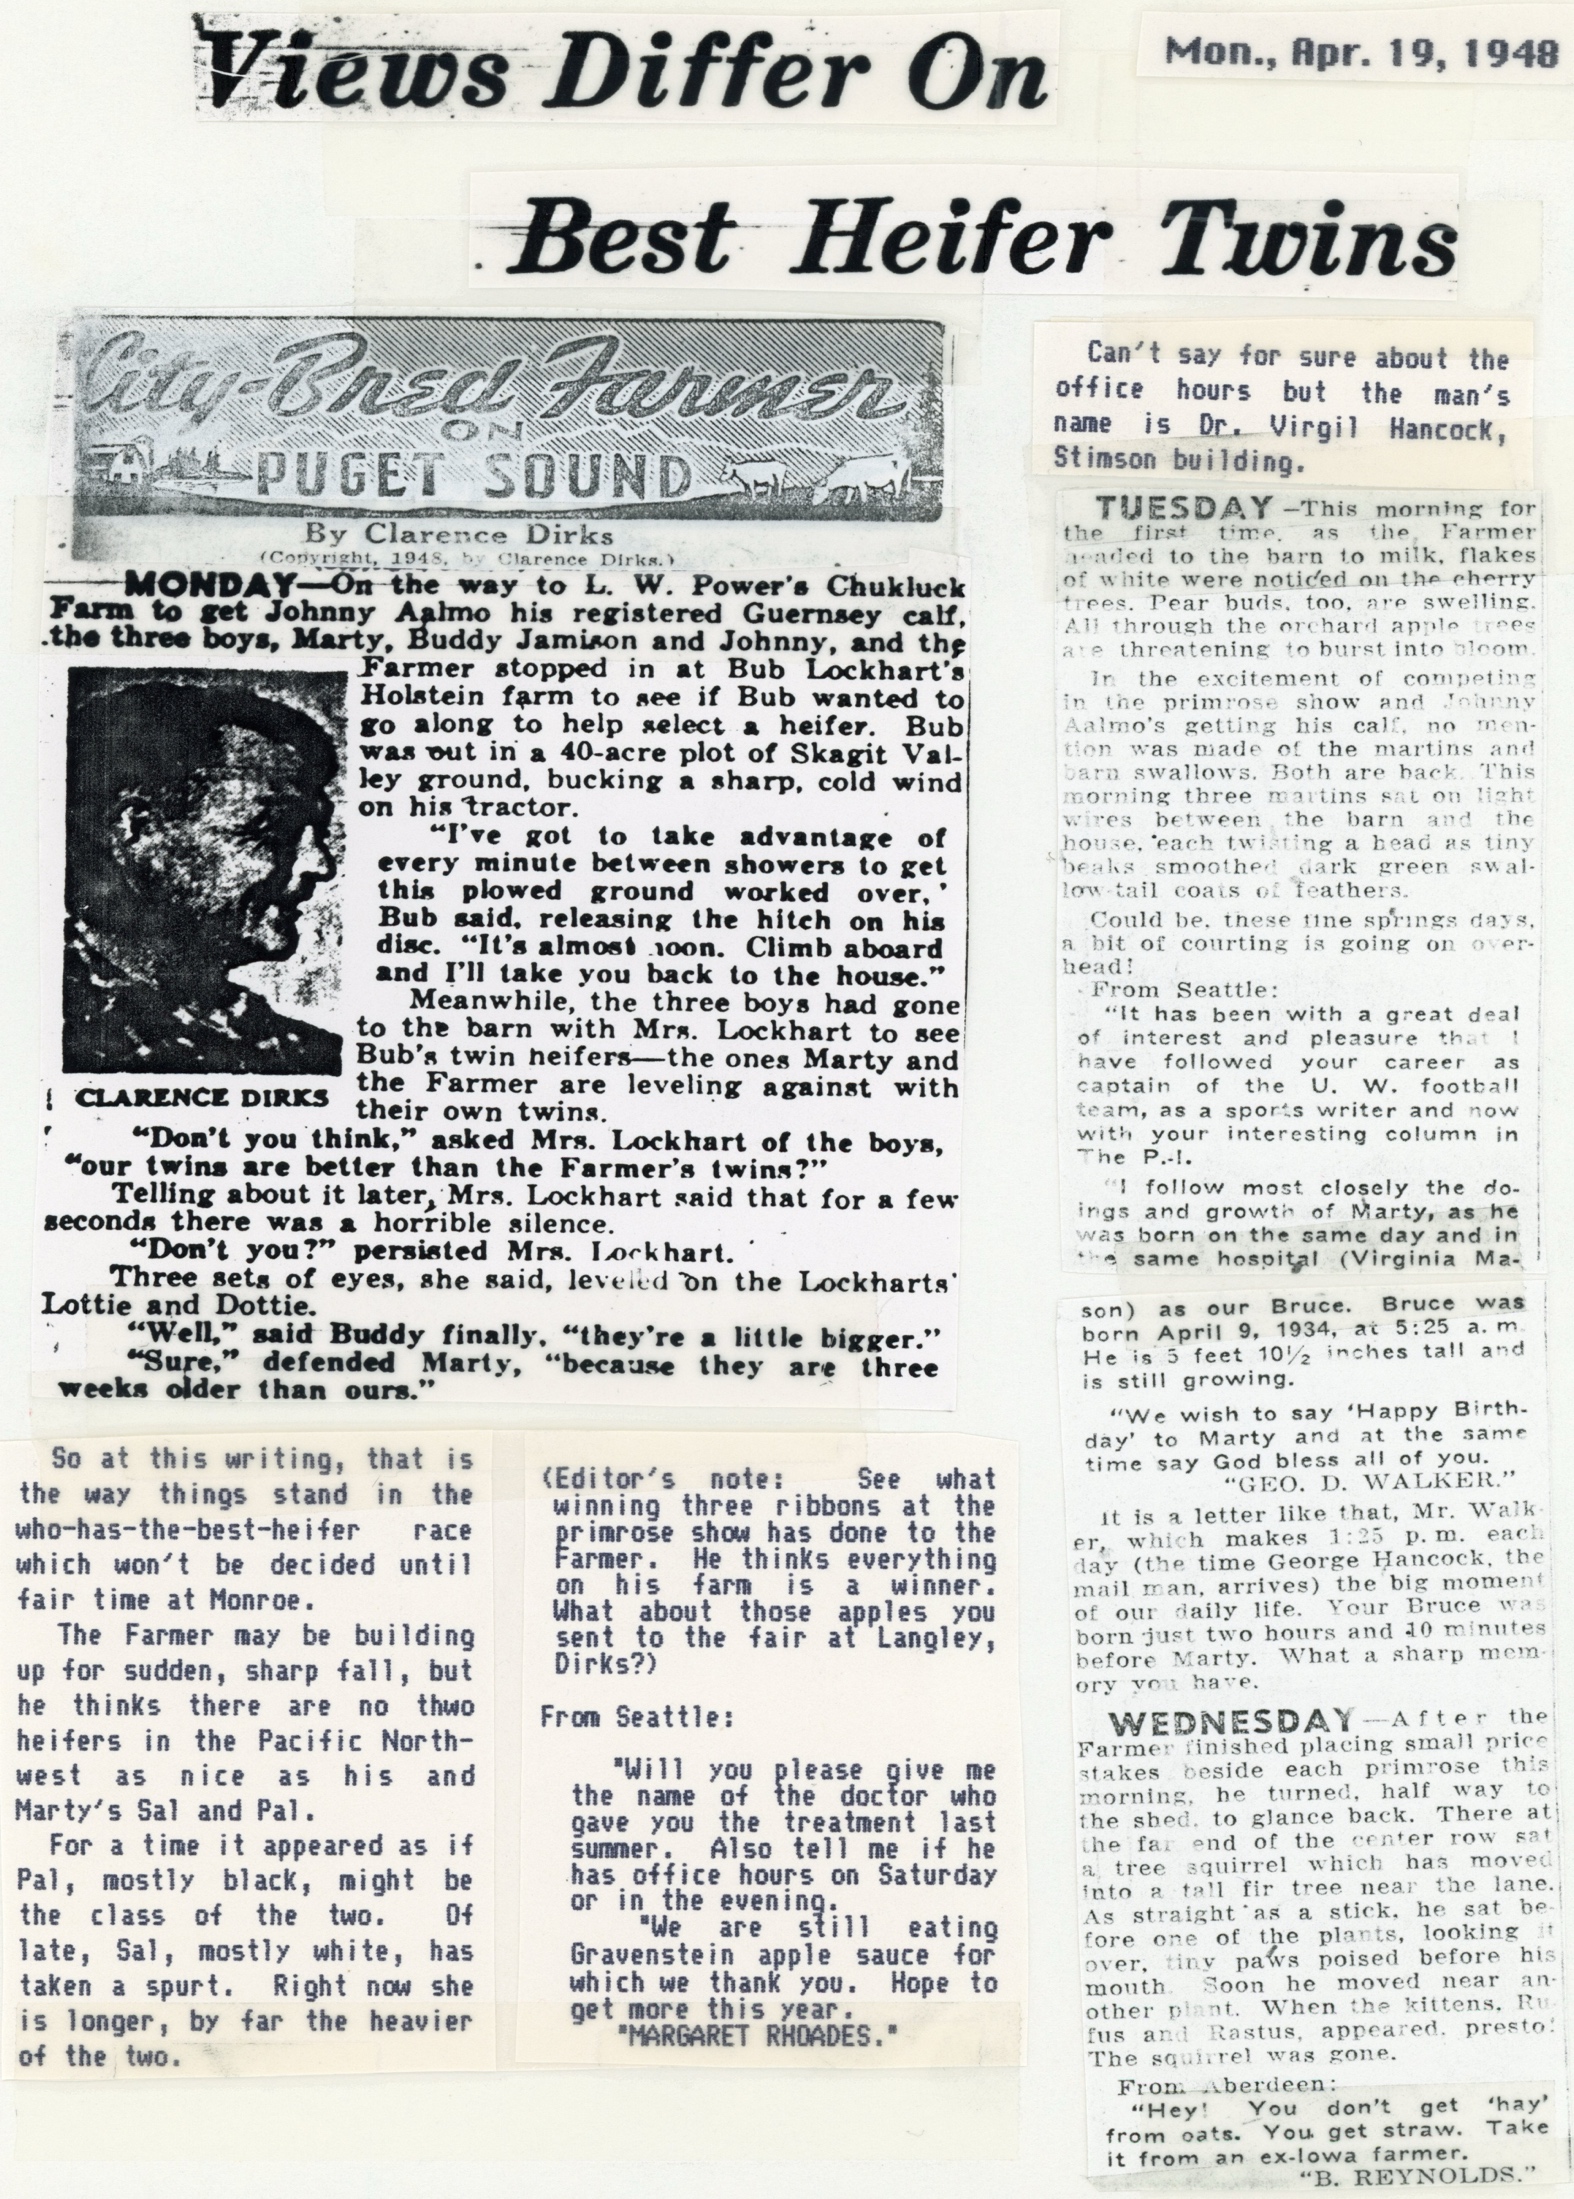 Views Differ On
Mon., Apr. 19, 1948
Best Heifer Twins
City-Bred Farmer
ON
PUGET SOUND
By Clarence Dirks
(Copyright, 1948, by Clarence Dirks.)
MONDAY—On the way to L. W. Power's Chukluck
Farm to get Johnny Aalmo his registered Guernsey calf,
the three boys, Marty, Buddy Jamison and Johnny, and the
Farmer stopped in at Bub Lockhart's
Holstein farm to see if Bub wanted to
go along to help select a heifer. Bub
was out in a 40-acre plot of Skagit Val-
ley ground, bucking a sharp, cold wind
on his tractor.
"I've got to take advantage of
every minute between showers to get
this plowed ground worked over,'
Bub said, releasing the hitch on his
disc. "It's almost noon. Climb aboard
and I'll take you back to the house."
Meanwhile, the three boys had gone
to the barn with Mrs. Lockhart to see
Bub's twin heifers—the ones Marty and
the Farmer are leveling against with
their own twins.
CLARENCE DIRKS
"Don't you think," asked Mrs. Lockhart of the boys,
"our twins are better than the Farmer's twins?"
Telling about it later, Mrs. Lockhart said that for a few
seconds there was a horrible silence.
"Don't you?" persisted Mrs. Lockhart.
Three sets of eyes, she said, leveled on the Lockharts'
Lottie and Dottie.
"Well," said Buddy finally, "they're a little bigger."
"Sure," defended Marty, "because they are three
weeks older than ours."
So at this writing, that is
the way things stand in the
who-has-the-best-heifer race
which won't be decided until
fair time at Monroe.
The Farmer may be building
up for sudden, sharp fall, but
he thinks there are no thwo
heifers in the Pacific North-
west as nice as his and
Marty's Sal and Pal.
For a time it appeared as if
Pal, mostly black, might be
the class of the two. Of
late, Sal, mostly white, has
taken a spurt. Right now she
is longer, by far the heavier
of the two.
(Editor's note: See what
winning three ribbons at the
primrose show has done to the
Farmer. He thinks everything
on his farm is a winner.
What about those apples you
sent to the fair at Langley,
Dirks?)
From Seattle:
"Will you please give me
the name of the doctor who
gave you the treatment last
summer. Also tell me if he
has office hours on Saturday
or in the evening.
"We are still eating
Gravenstein apple sauce for
which we thank you. Hope to
get more this year.
"MARGARET RHOADES."
Can't say for sure about the
office hours but the man's
name is Dr. Virgil Hancock,
Stimson building.
TUESDAY—This morning for
the first time, as the Farmer
headed to the barn to milk, flakes
of white were noticed on the cherry
trees. Pear buds, too, are swelling.
All through the orchard apple trees
are threatening to burst into bloom.
In the excitement of competing
in the primrose show and Johnny
Aalmo's getting his calf, no men-
tion was made of the martins and
barn swallows. Both are back. This
morning three martins sat on light
wires between the barn and the
house, each twisting a head as tiny
beaks smoothed dark green swal-
low-tail coats of feathers.
Could be, these fine springs days,
a bit of courting is going on over-
head!
From Seattle:
"It has been with a great deal
of interest and pleasure that I
have followed your career as
captain of the U. W. football
team, as a sports writer and now
with your interesting column in
The P.-I.
"I follow most closely the do-
ings and growth of Marty, as he
was born on the same day and in
the same hospital (Virginia Ma-
son) as our Bruce. Bruce was
born April 9, 1934, at 5:25 a. m.
He is 5 feet 10½ inches tall and
is still growing.
"We wish to say 'Happy Birth-
day' to Marty and at the same
time say God bless all of you.
"GEO. D. WALKER."
It is a letter like that, Mr. Walk-
er, which makes 1:25 p. m. each
day (the time George Hancock, the
mail man, arrives) the big moment
of our daily life. Your Bruce was
born just two hours and 10 minutes
before Marty. What a sharp mem-
ory you have.
WEDNESDAY—After the
Farmer finished placing small price
stakes beside each primrose this
morning, he turned, half way to
the shed, to glance back. There at
the far end of the center row sat
a tree squirrel which has moved
into a tall fir tree near the lane.
As straight as a stick, he sat be-
fore one of the plants, looking it
over, tiny paws poised before his
mouth. Soon he moved near an-
other plant. When the kittens, Ru-
fus and Rastus, appeared, presto!
The squirrel was gone.
From Aberdeen:
"Hey! You don't get 'hay'
from oats. You get straw. Take
it from an ex-Iowa farmer.
"B. REYNOLDS."